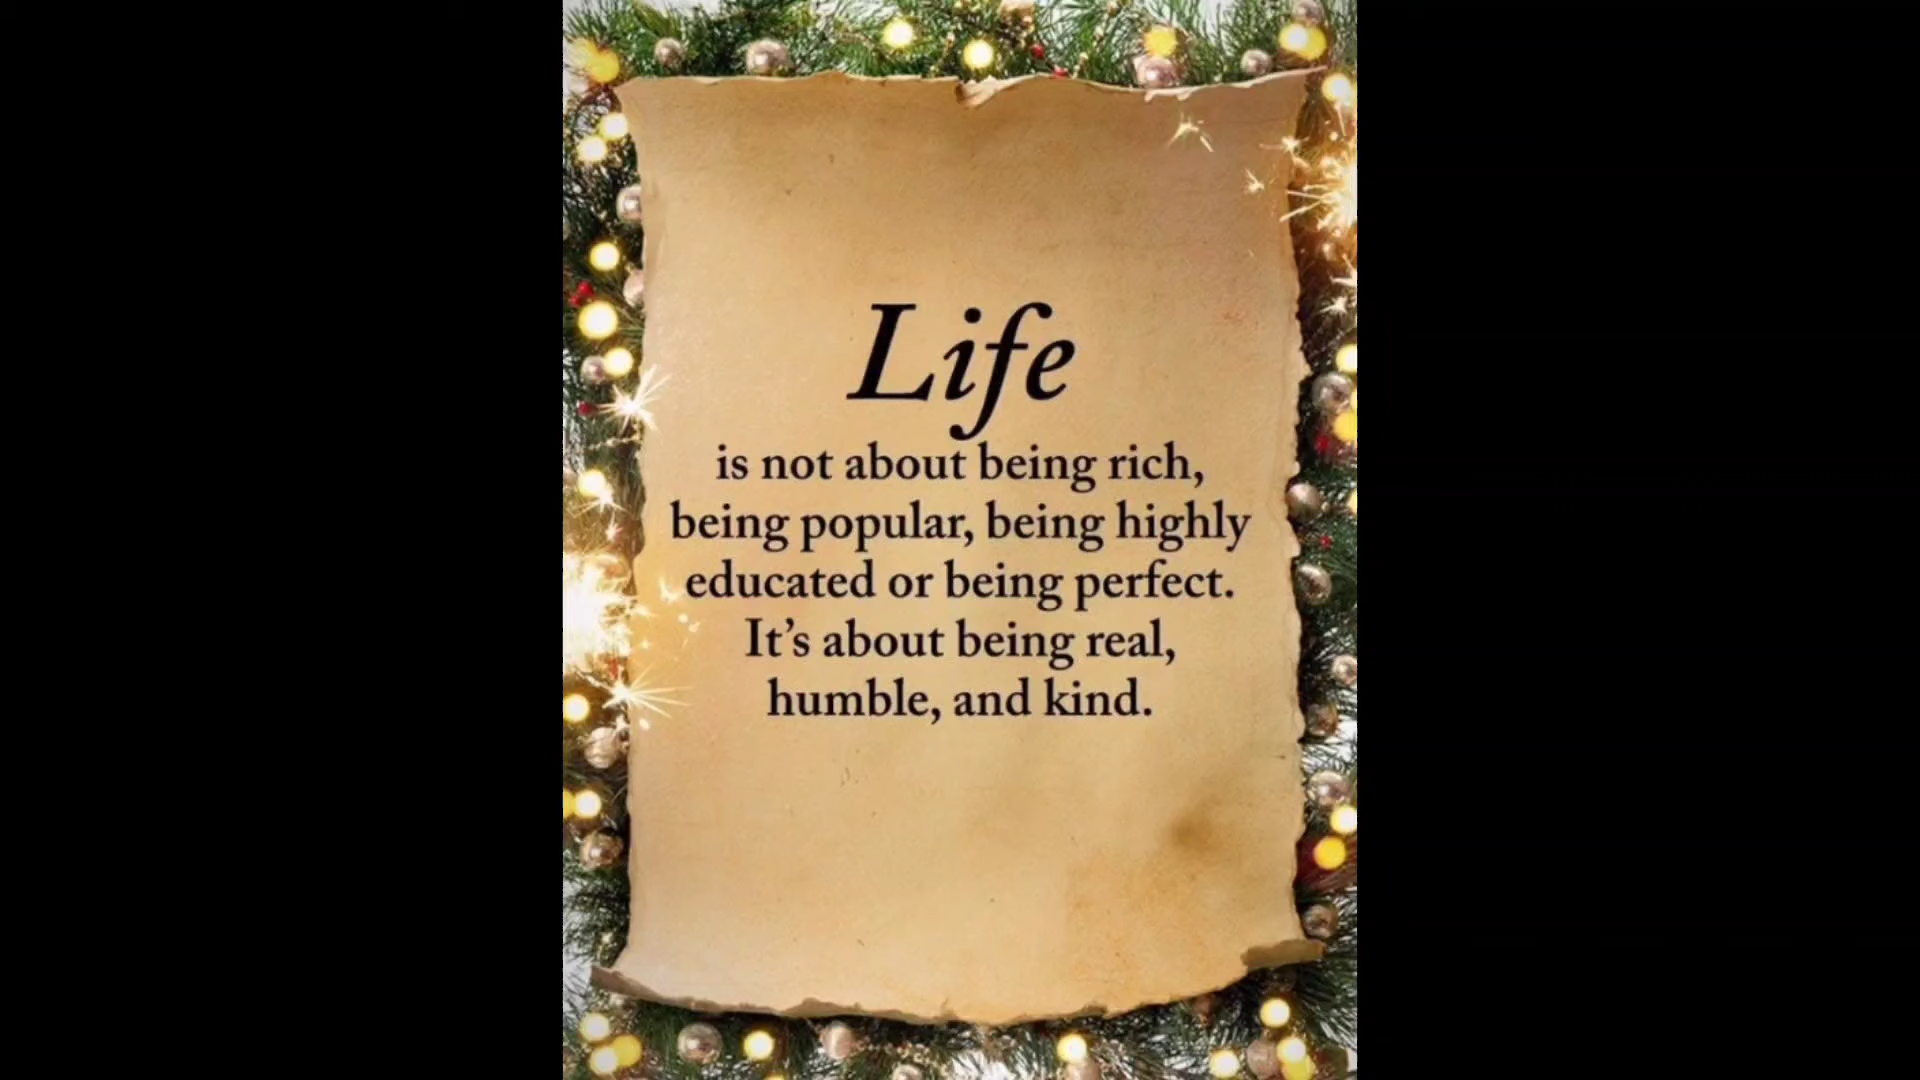 Life
is not about being rich,
being popular, being highly
educated or being perfect.
It’s about being real,
humble, and kind.